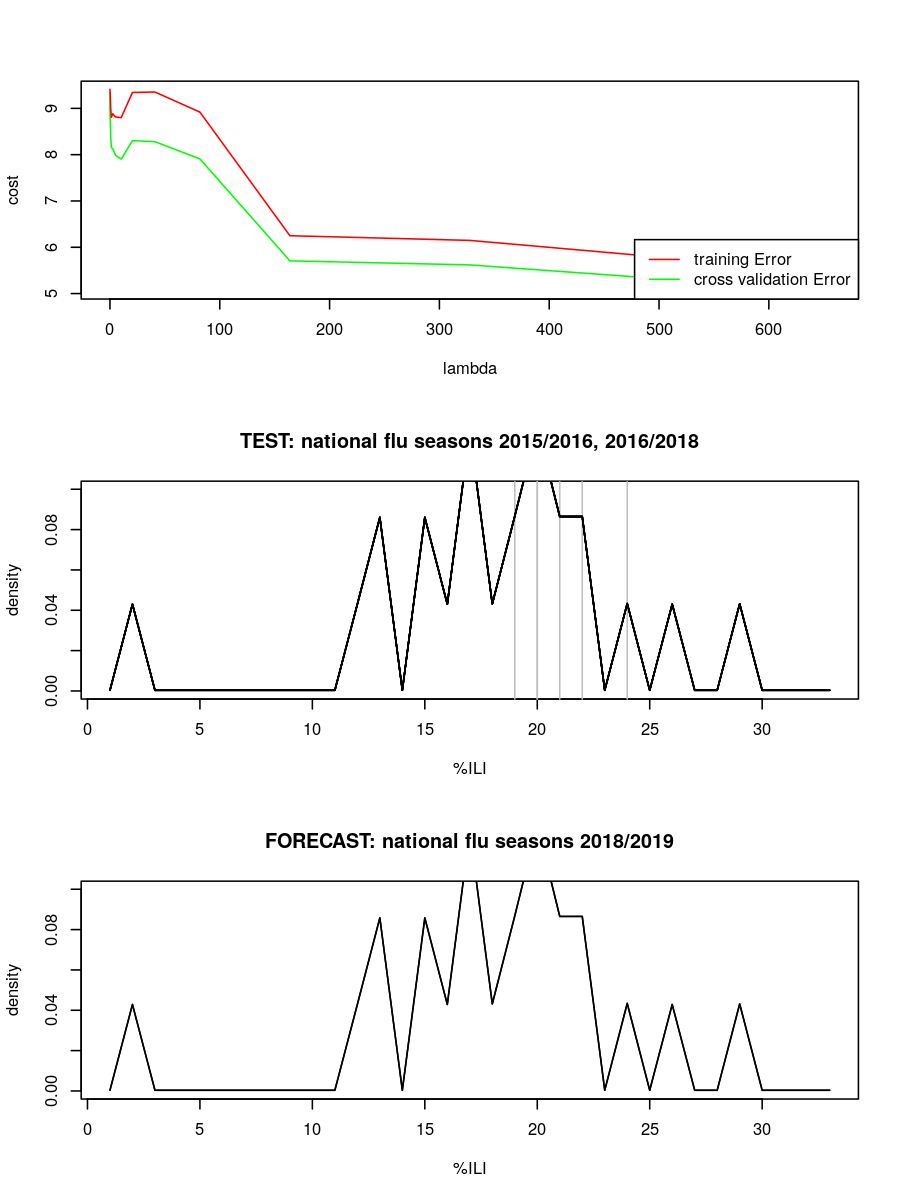 cost
9
8
7
6
5
training Error
cross validation Error
0 100 200 300 400 500 600
lambda
TEST: national flu seasons 2015/2016, 2016/2018
density
0.08
0.04
0.00
0 5 10 15 20 25 30
%ILI
FORECAST: national flu seasons 2018/2019
density
0.08
0.04
0.00
0 5 10 15 20 25 30
%ILI